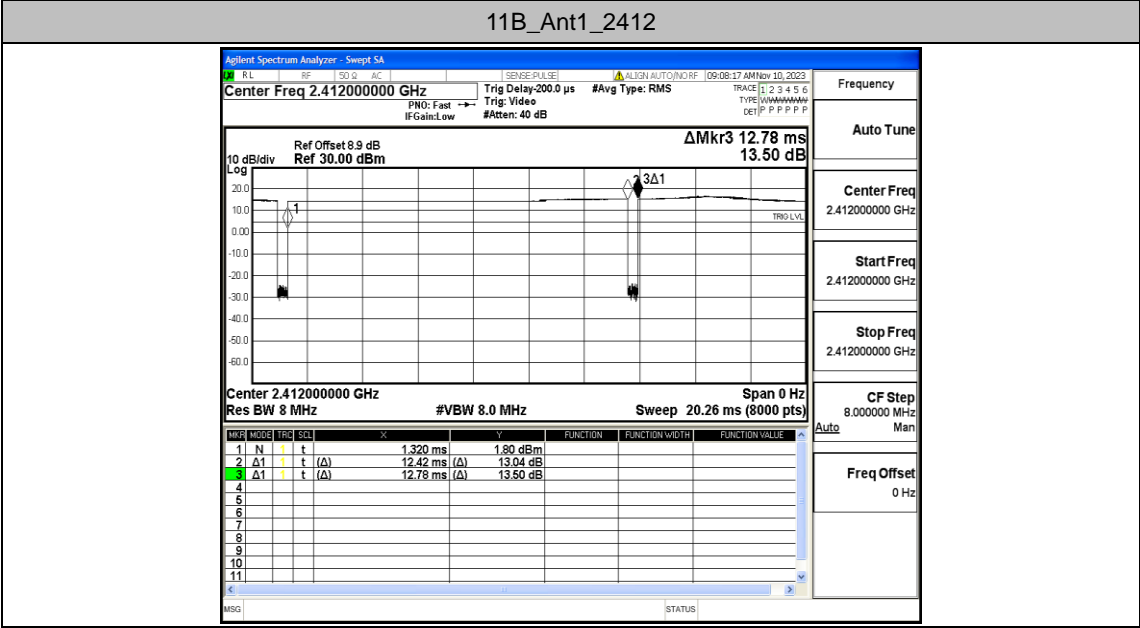 11B_Ant1_2412
Agilent Spectrum Analyzer - Swept SA
RL RF 50 Ω AC SENSE:PULSE ALIGN AUTO/NO RF 09:08:17 AM Nov 10, 2023
Center Freq 2.412000000 GHz
PNO: Fast
IFGain:Low
Trig Delay-200.0 µs
Trig: Video
#Atten: 40 dB
#Avg Type: RMS
TRACE 1 2 3 4 5 6
TYPE
DET P P P P P P
ΔMkr3 12.78 ms
13.50 dB
Ref Offset 8.9 dB
10 dB/div Ref 30.00 dBm
Log
20.0
10.0
0.00
-10.0
-20.0
-30.0
-40.0
-50.0
-60.0
1
3Δ1
TRIG LVL
Center 2.412000000 GHz Span 0 Hz
Res BW 8 MHz #VBW 8.0 MHz Sweep 20.26 ms (8000 pts)
MKR MODE TRC SCL X Y FUNCTION FUNCTION WIDTH FUNCTION VALUE
1 N 1 t 1.320 ms 1.80 dBm
2 Δ1 1 t (Δ) 12.42 ms (Δ) 13.04 dB
3 Δ1 1 t (Δ) 12.78 ms (Δ) 13.50 dB
4
5
6
7
8
9
10
11
MSG STATUS
Frequency
Auto Tune
Center Freq
2.412000000 GHz
Start Freq
2.412000000 GHz
Stop Freq
2.412000000 GHz
CF Step
8.000000 MHz
Auto Man
Freq Offset
0 Hz